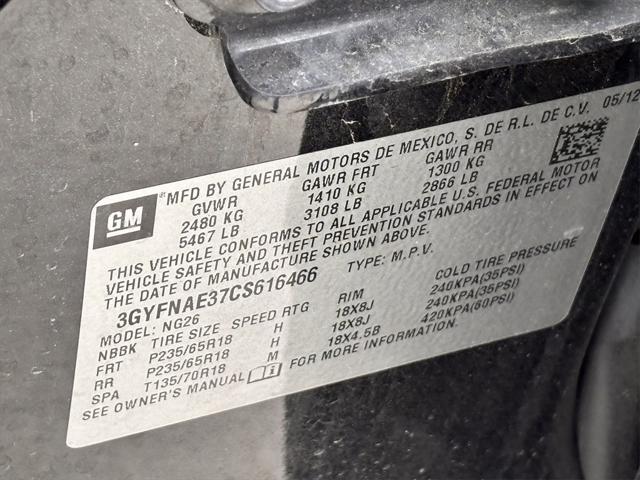 GM
® MFD BY GENERAL MOTORS DE MEXICO, S. DE R.L. DE C.V. 05/12
GVWR GAWR FRT GAWR RR
2480 KG 1410 KG 1300 KG
5467 LB 3108 LB 2866 LB
THIS VEHICLE CONFORMS TO ALL APPLICABLE U.S. FEDERAL MOTOR
VEHICLE SAFETY AND THEFT PREVENTION STANDARDS IN EFFECT ON
THE DATE OF MANUFACTURE SHOWN ABOVE.
3GYFNAE37CS616466 TYPE: M.P.V.
MODEL: NG26
NBBK TIRE SIZE SPEED RTG RIM COLD TIRE PRESSURE
FRT P235/65R18 H 18X8J 240KPA(35PSI)
RR P235/65R18 H 18X8J 240KPA(35PSI)
SPA T135/70R18 M 18X4.5B 420KPA(60PSI)
SEE OWNER'S MANUAL FOR MORE INFORMATION.